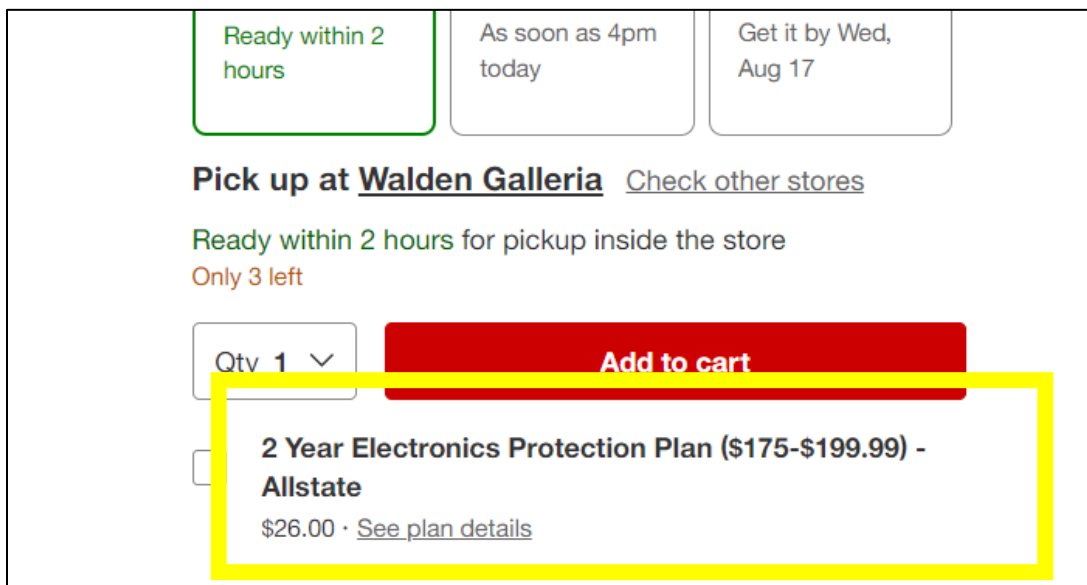 Ready within 2
hours
As soon as 4pm
today
Get it by Wed,
Aug 17
Pick up at Walden Galleria Check other stores
Ready within 2 hours for pickup inside the store
Only 3 left
Qty 1
Add to cart
2 Year Electronics Protection Plan ($175-$199.99) -
Allstate
$26.00 · See plan details